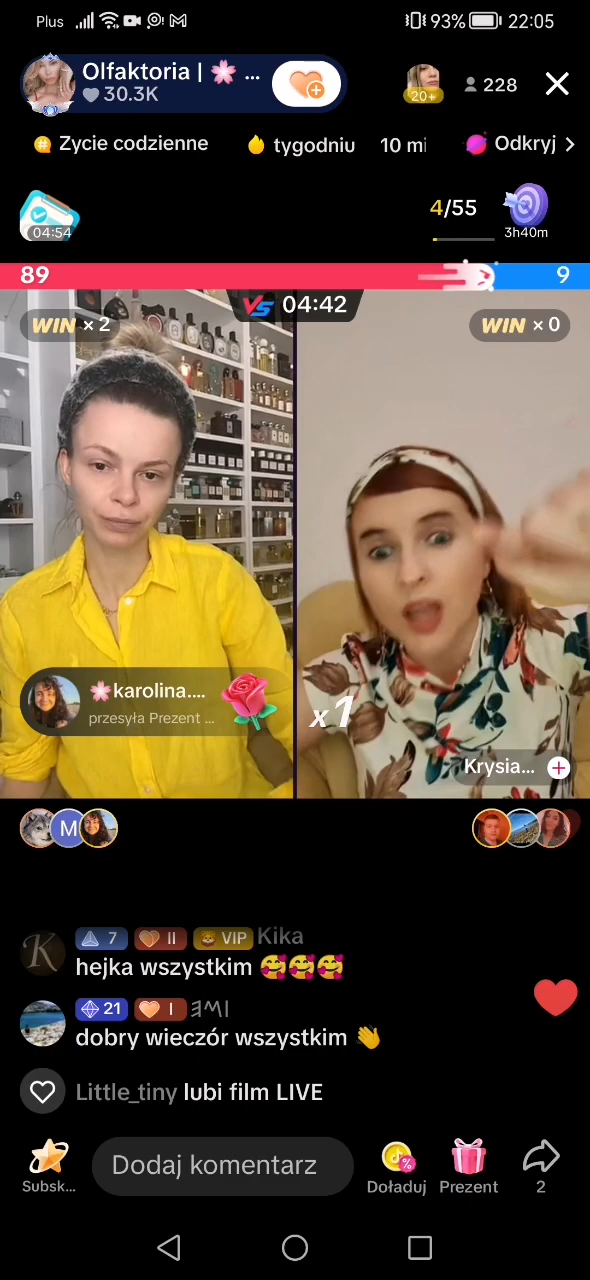 Plus 93% 22:05
Olfaktoria | 🌸 ...
30.3K
20+
228
# Zycie codzienne tygodniu 10 mi Odkryj >
4/55
04:54
3h40m
89 9
VS 04:42
WIN × 2
WIN × 0
🌸karolina....
przesyła Prezent ...
x1
Krysia...
M
K
7 II VIP Kika
hejka wszystkim 🥰🥰🥰
21 I ƎMI
dobry wieczór wszystkim 👋
Little_tiny lubi film LIVE
Subsk...
Dodaj komentarz
Doładuj
Prezent
2